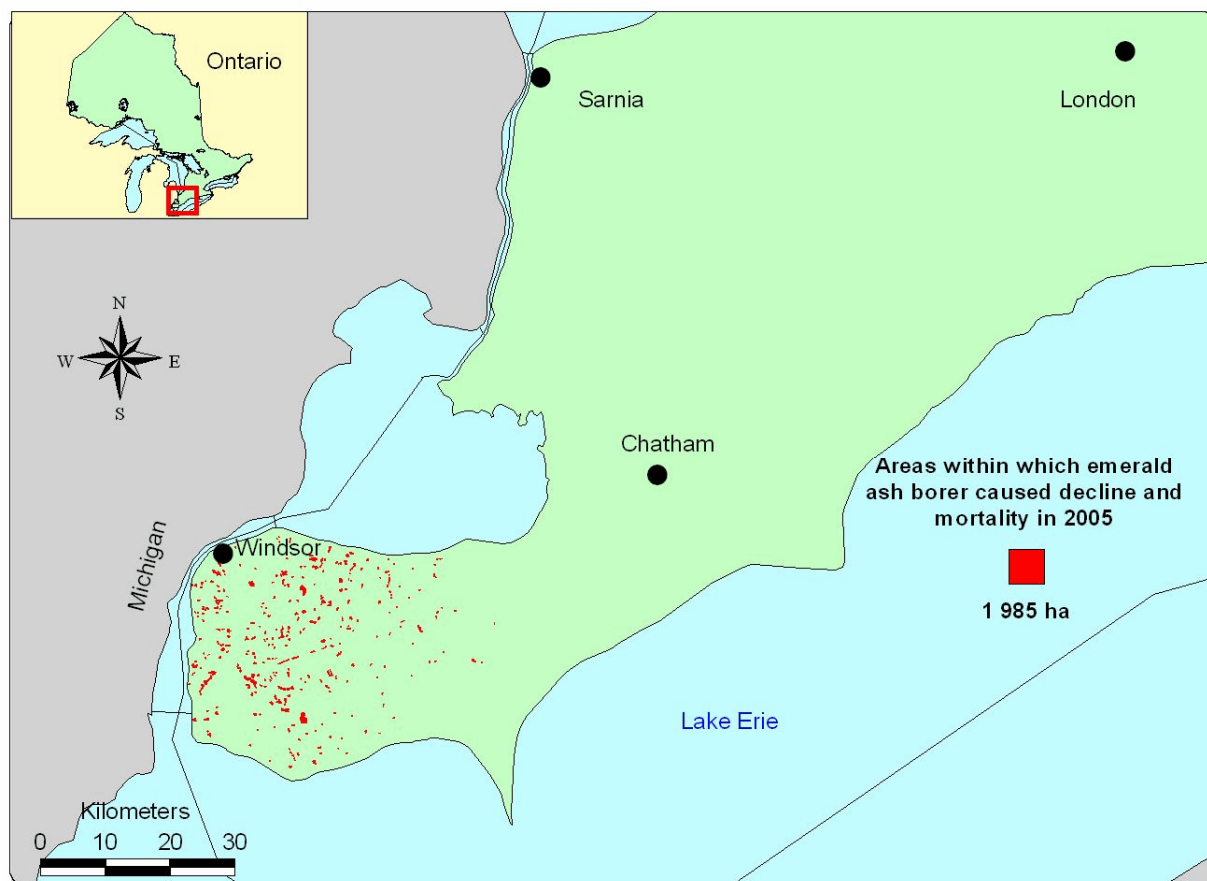 Ontario
Sarnia
London
N
W E
S
Chatham
Areas within which emerald
ash borer caused decline and
mortality in 2005
1 985 ha
Windsor
Michigan
Lake Erie
Kilometers
0 10 20 30